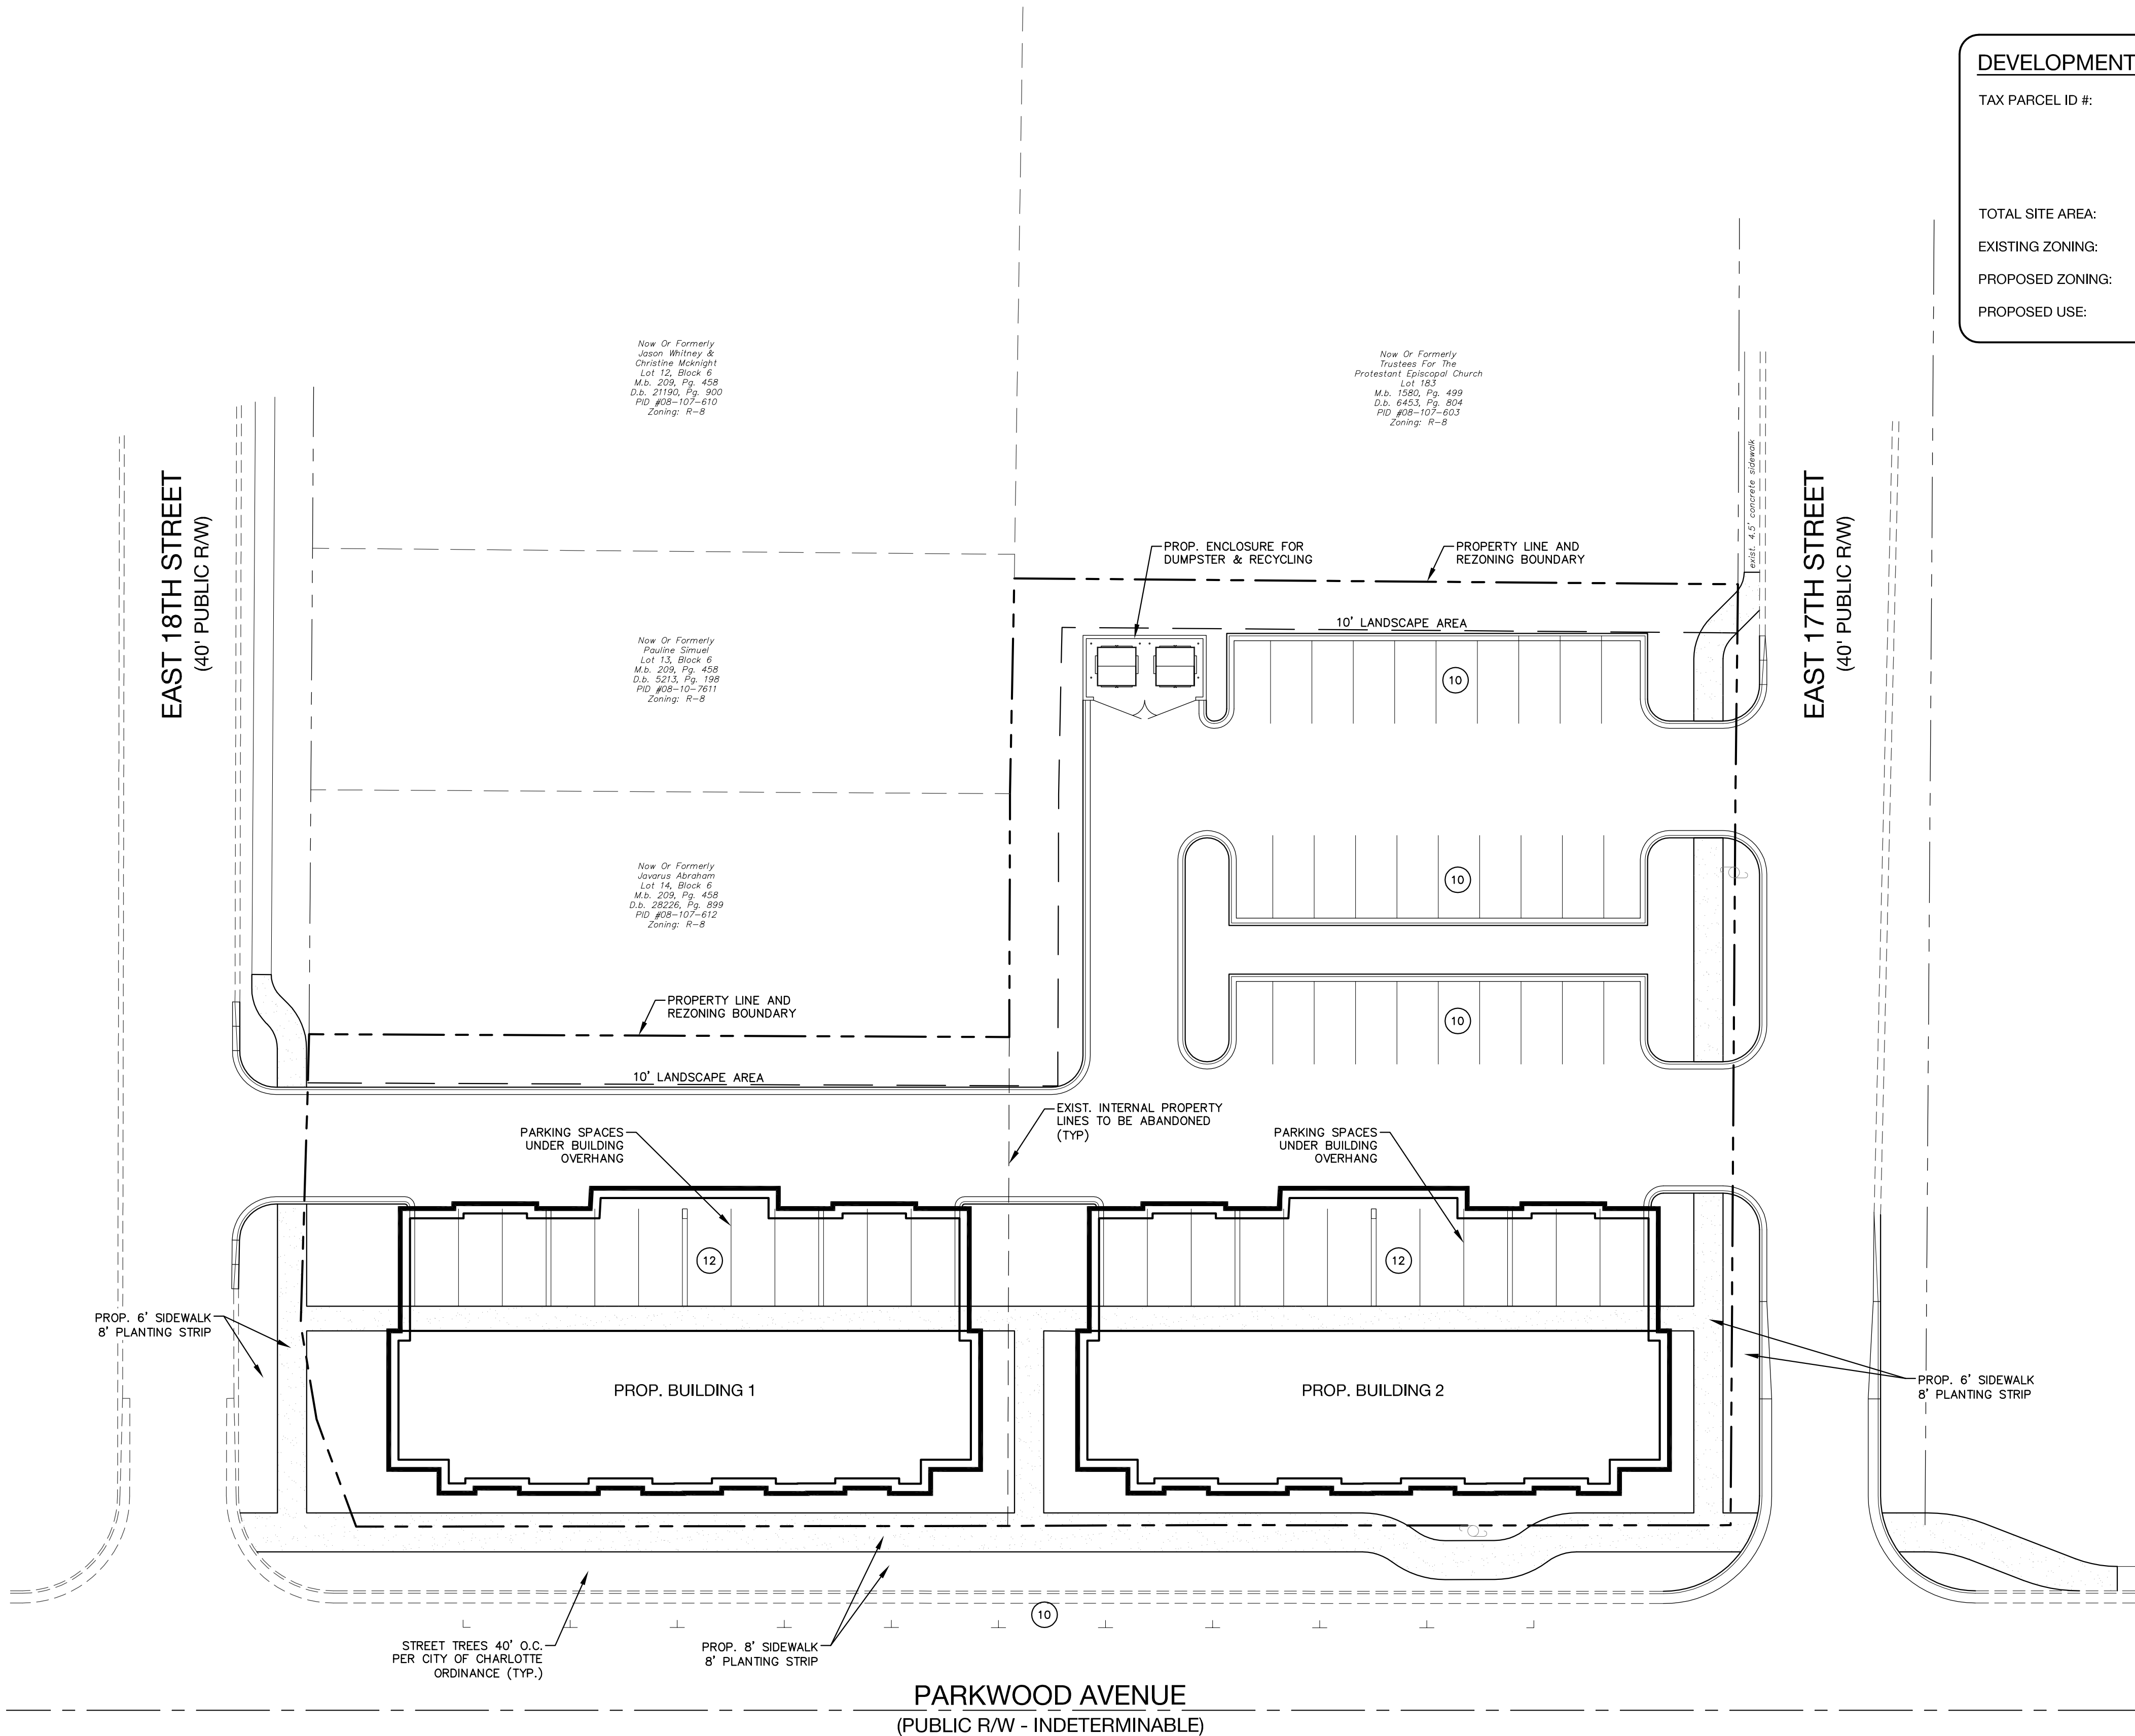 DEVELOPMENT
TAX PARCEL ID #:
TOTAL SITE AREA:
EXISTING ZONING:
PROPOSED ZONING:
PROPOSED USE:
Now Or Formerly
Jason Whitney &
Christine Mcknight
Lot 12, Block 6
M.b. 209, Pg. 458
D.b. 21190, Pg. 900
PID #08-107-610
Zoning: R-8
Now Or Formerly
Trustees For The
Protestant Episcopal Church
Lot 183
M.b. 1580, Pg. 499
D.b. 6453, Pg. 804
PID #08-107-603
Zoning: R-8
exist. 4.5' concrete sidewalk
EAST 18TH STREET
(40' PUBLIC R/W)
EAST 17TH STREET
(40' PUBLIC R/W)
PROP. ENCLOSURE FOR
DUMPSTER & RECYCLING
PROPERTY LINE AND
REZONING BOUNDARY
10' LANDSCAPE AREA
Now Or Formerly
Pauline Simuel
Lot 13, Block 6
M.b. 209, Pg. 458
D.b. 5213, Pg. 198
PID #08-10-7611
Zoning: R-8
10
10
Now Or Formerly
Javarus Abraham
Lot 14, Block 6
M.b. 209, Pg. 458
D.b. 28226, Pg. 899
PID #08-107-612
Zoning: R-8
PROPERTY LINE AND
REZONING BOUNDARY
10
10' LANDSCAPE AREA
EXIST. INTERNAL PROPERTY
LINES TO BE ABANDONED
(TYP)
PARKING SPACES
UNDER BUILDING
OVERHANG
PARKING SPACES
UNDER BUILDING
OVERHANG
12
12
PROP. 6' SIDEWALK
8' PLANTING STRIP
PROP. BUILDING 1
PROP. BUILDING 2
PROP. 6' SIDEWALK
8' PLANTING STRIP
10
STREET TREES 40' O.C.
PER CITY OF CHARLOTTE
ORDINANCE (TYP.)
PROP. 8' SIDEWALK
8' PLANTING STRIP
PARKWOOD AVENUE
(PUBLIC R/W - INDETERMINABLE)